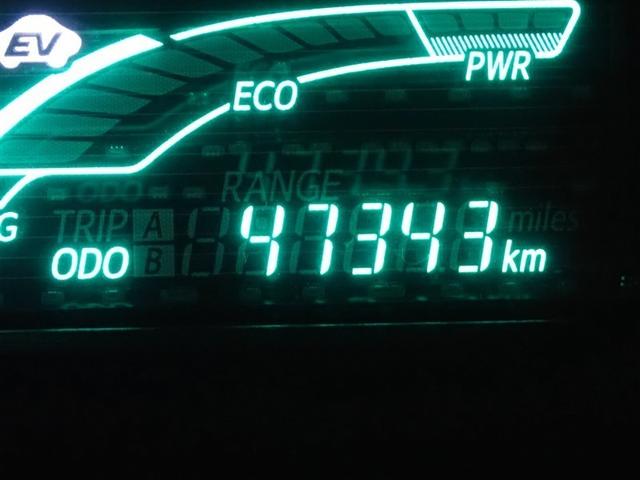 EV
PWR
ECO
RANGE
G
TRIP A miles
ODO B 47343 km